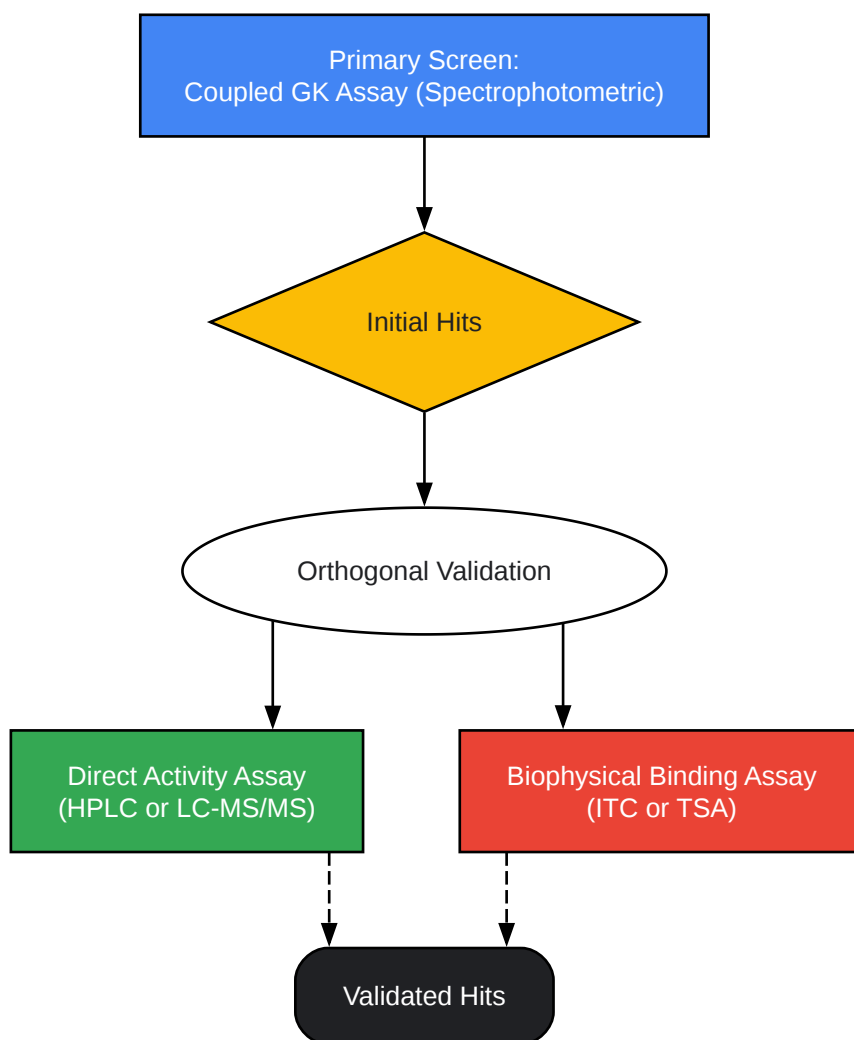 Primary Screen:
Coupled GK Assay (Spectrophotometric)
Initial Hits
Orthogonal Validation
Direct Activity Assay
(HPLC or LC-MS/MS)
Biophysical Binding Assay
(ITC or TSA)
Validated Hits